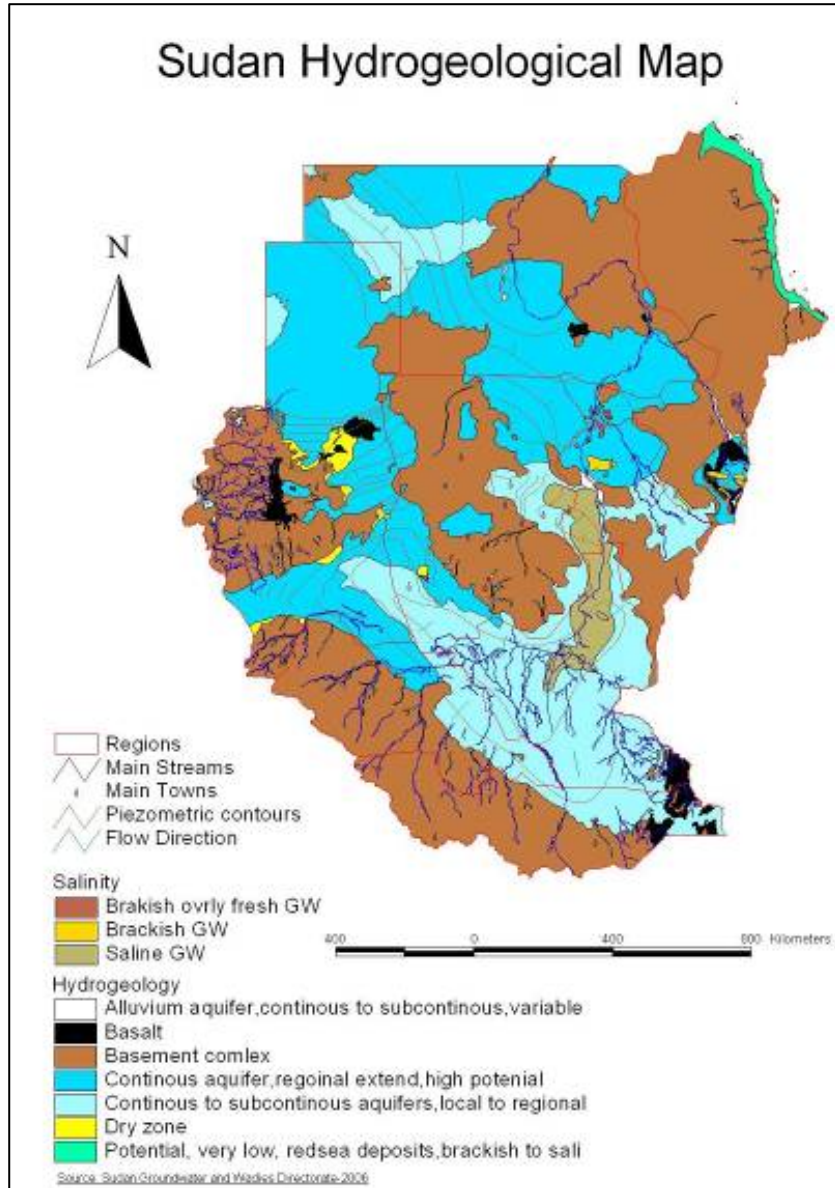 Sudan Hydrogeological Map
N
Regions
Main Streams
Main Towns
Piezometric contours
Flow Direction
Salinity
Brakish ovrly fresh GW
Brackish GW
Saline GW
400 0 400 800 Kilometers
Hydrogeology
Alluvium aquifer,continous to subcontinous,variable
Basalt
Basement comlex
Continous aquifer,regoinal extend,high potenial
Continous to subcontinous aquifers,local to regional
Dry zone
Potential, very low, redsea deposits,brackish to sali
Source: Sudan Groundwater and Wadies Directorate-2006